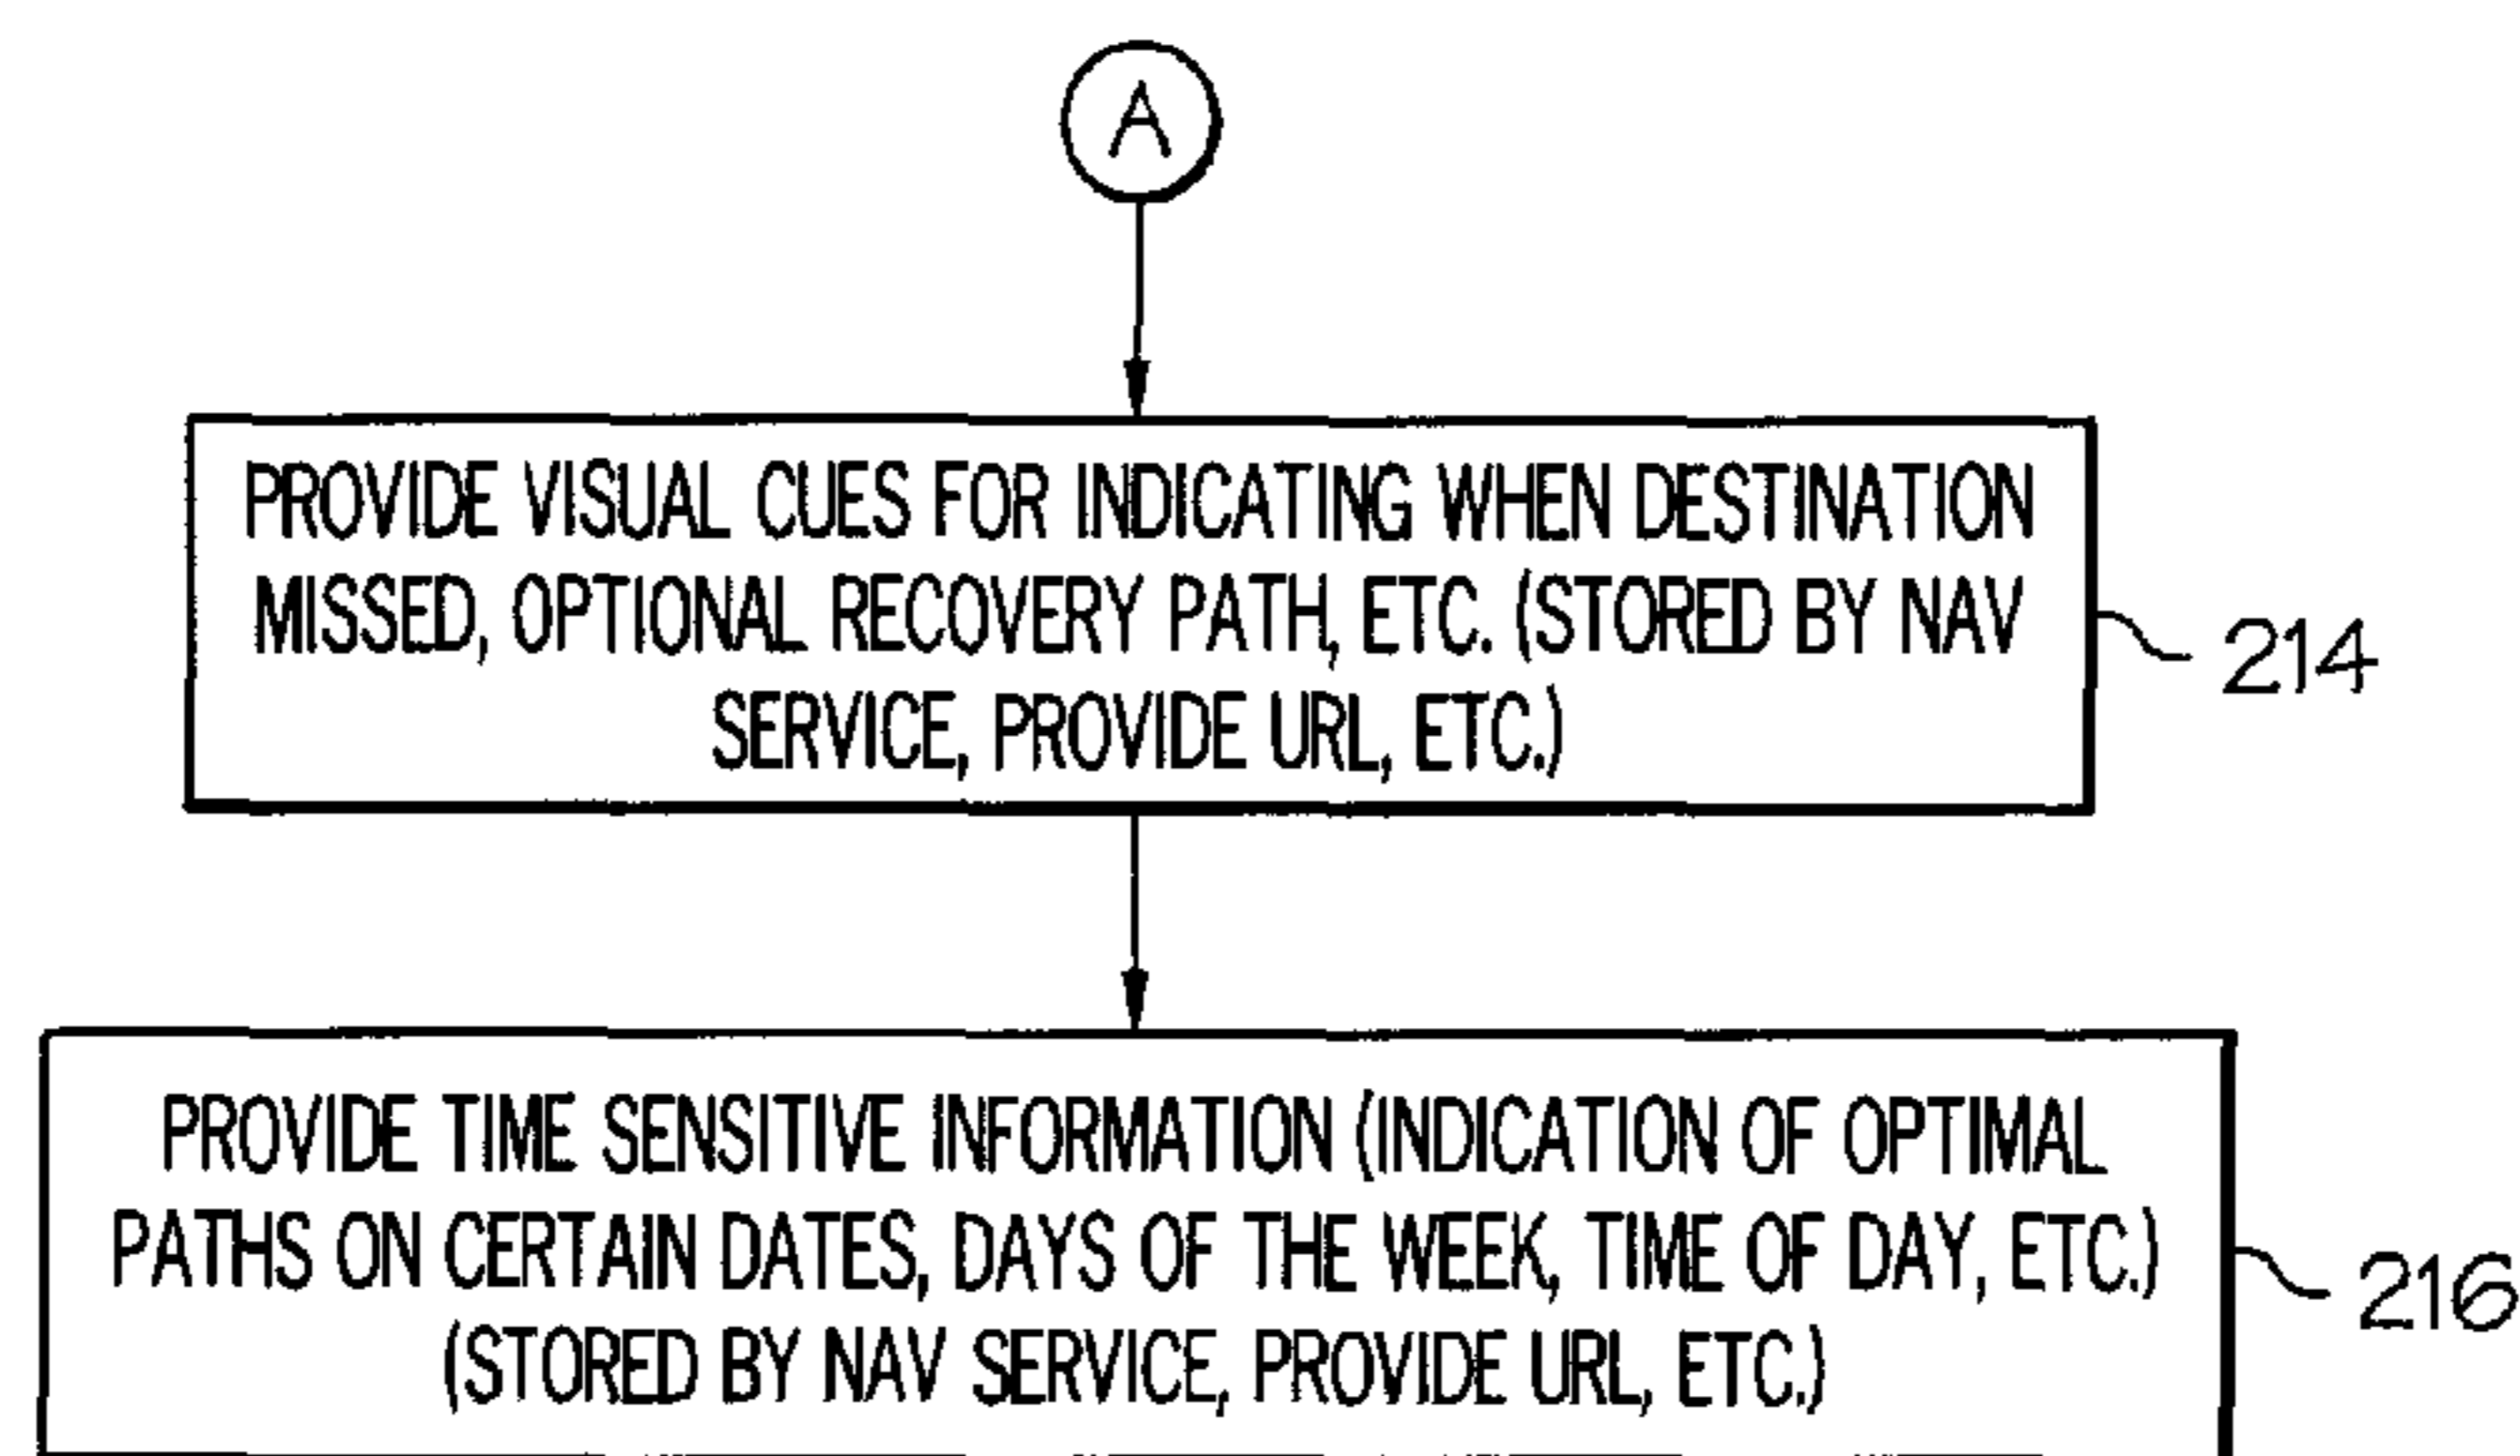 A
PROVIDE VISUAL CUES FOR INDICATING WHEN DESTINATION
MISSED, OPTIONAL RECOVERY PATH, ETC. (STORED BY NAV
SERVICE, PROVIDE URL, ETC.)
214
PROVIDE TIME SENSITIVE INFORMATION (INDICATION OF OPTIMAL
PATHS ON CERTAIN DATES, DAYS OF THE WEEK, TIME OF DAY, ETC.)
(STORED BY NAV SERVICE, PROVIDE URL, ETC.)
216